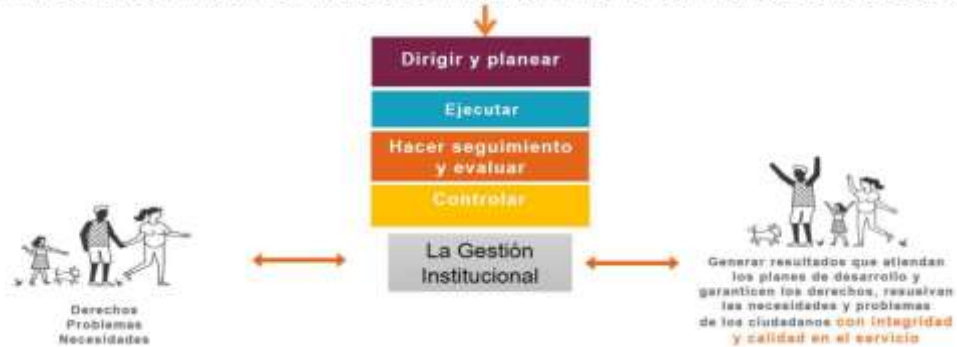 Dirigir y planear
Ejecutar
Hacer seguimiento
y evaluar
Controlar
La Gestión
Institucional
Derechos
Problemas
Necesidades
Generar resultados que atiendan
los planes de desarrollo y
garanticen los derechos, resuelvan
las necesidades y problemas
de los ciudadanos con integridad
y calidad en el servicio